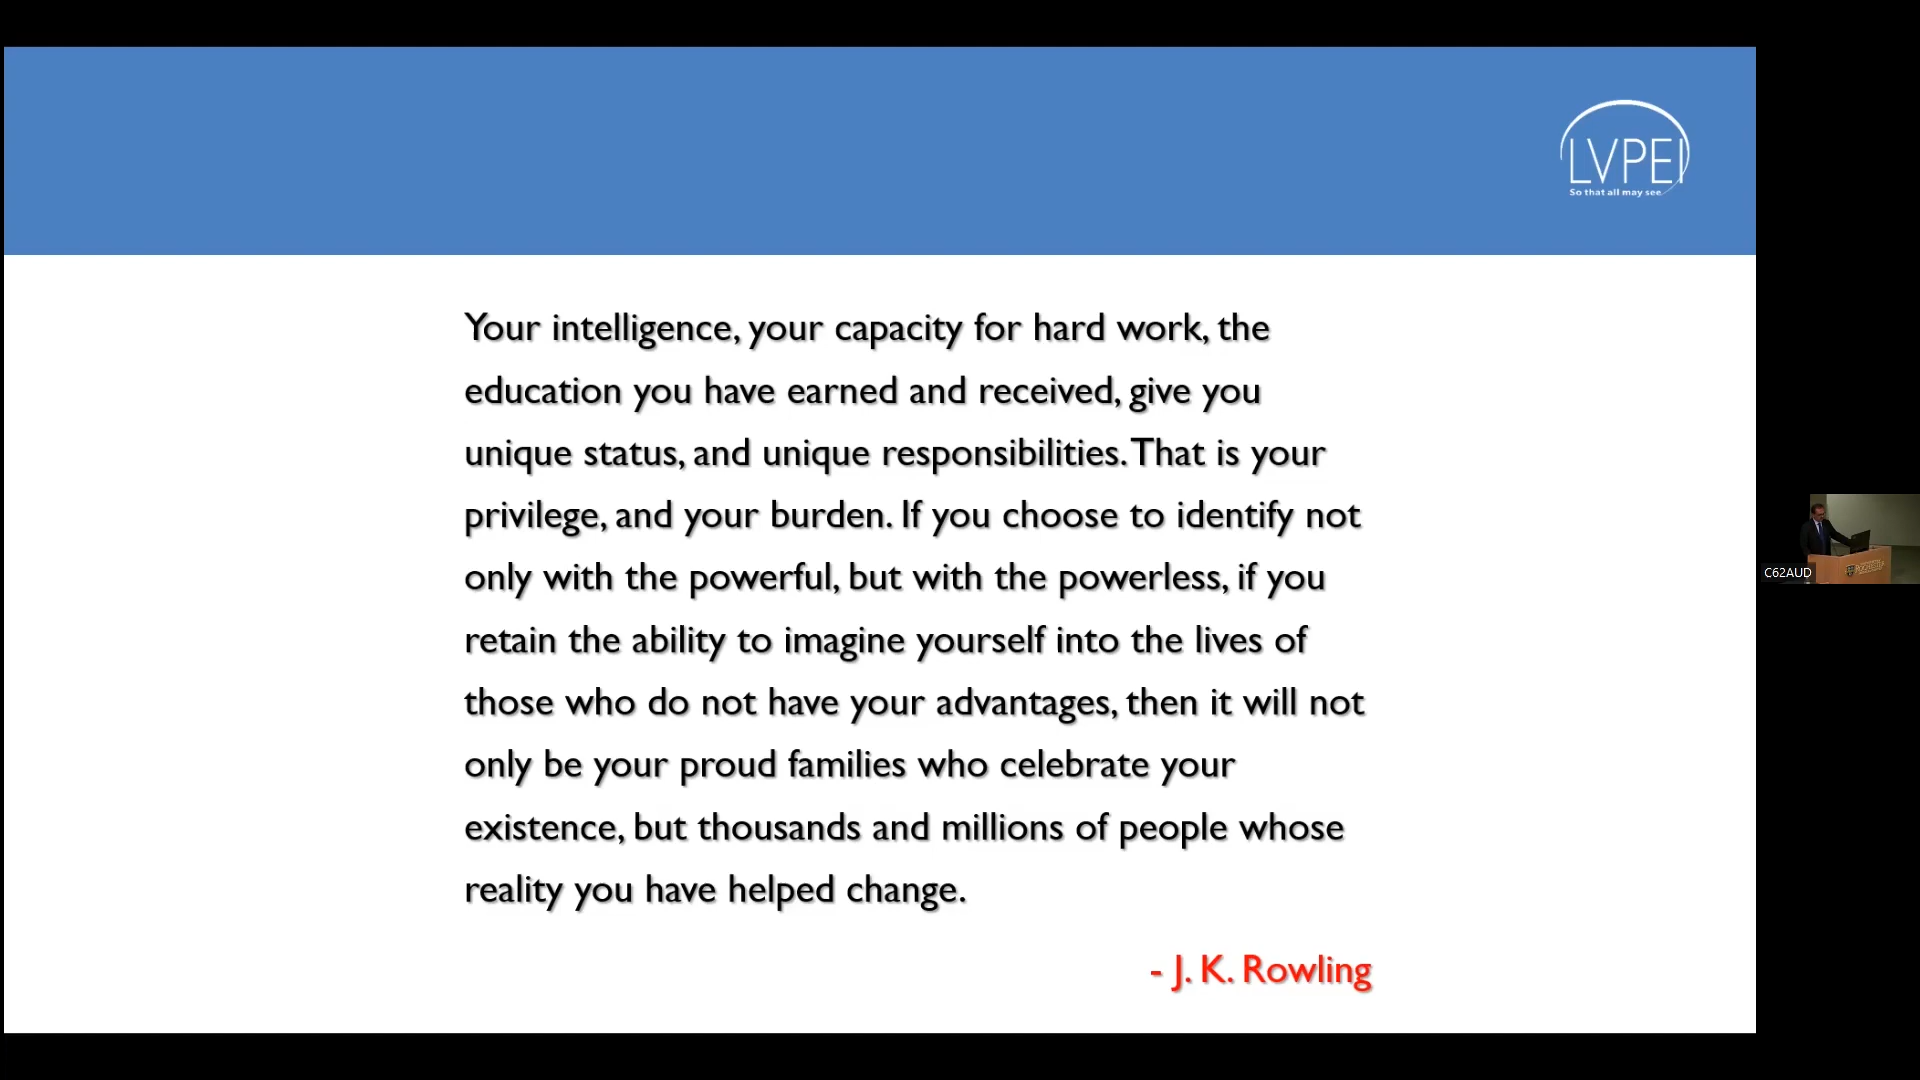 LVPEI
So that all may see
Your intelligence, your capacity for hard work, the
education you have earned and received, give you
unique status, and unique responsibilities. That is your
privilege, and your burden. If you choose to identify not
only with the powerful, but with the powerless, if you
retain the ability to imagine yourself into the lives of
those who do not have your advantages, then it will not
only be your proud families who celebrate your
existence, but thousands and millions of people whose
reality you have helped change.
- J. K. Rowling
C62AUD
ROCHESTER